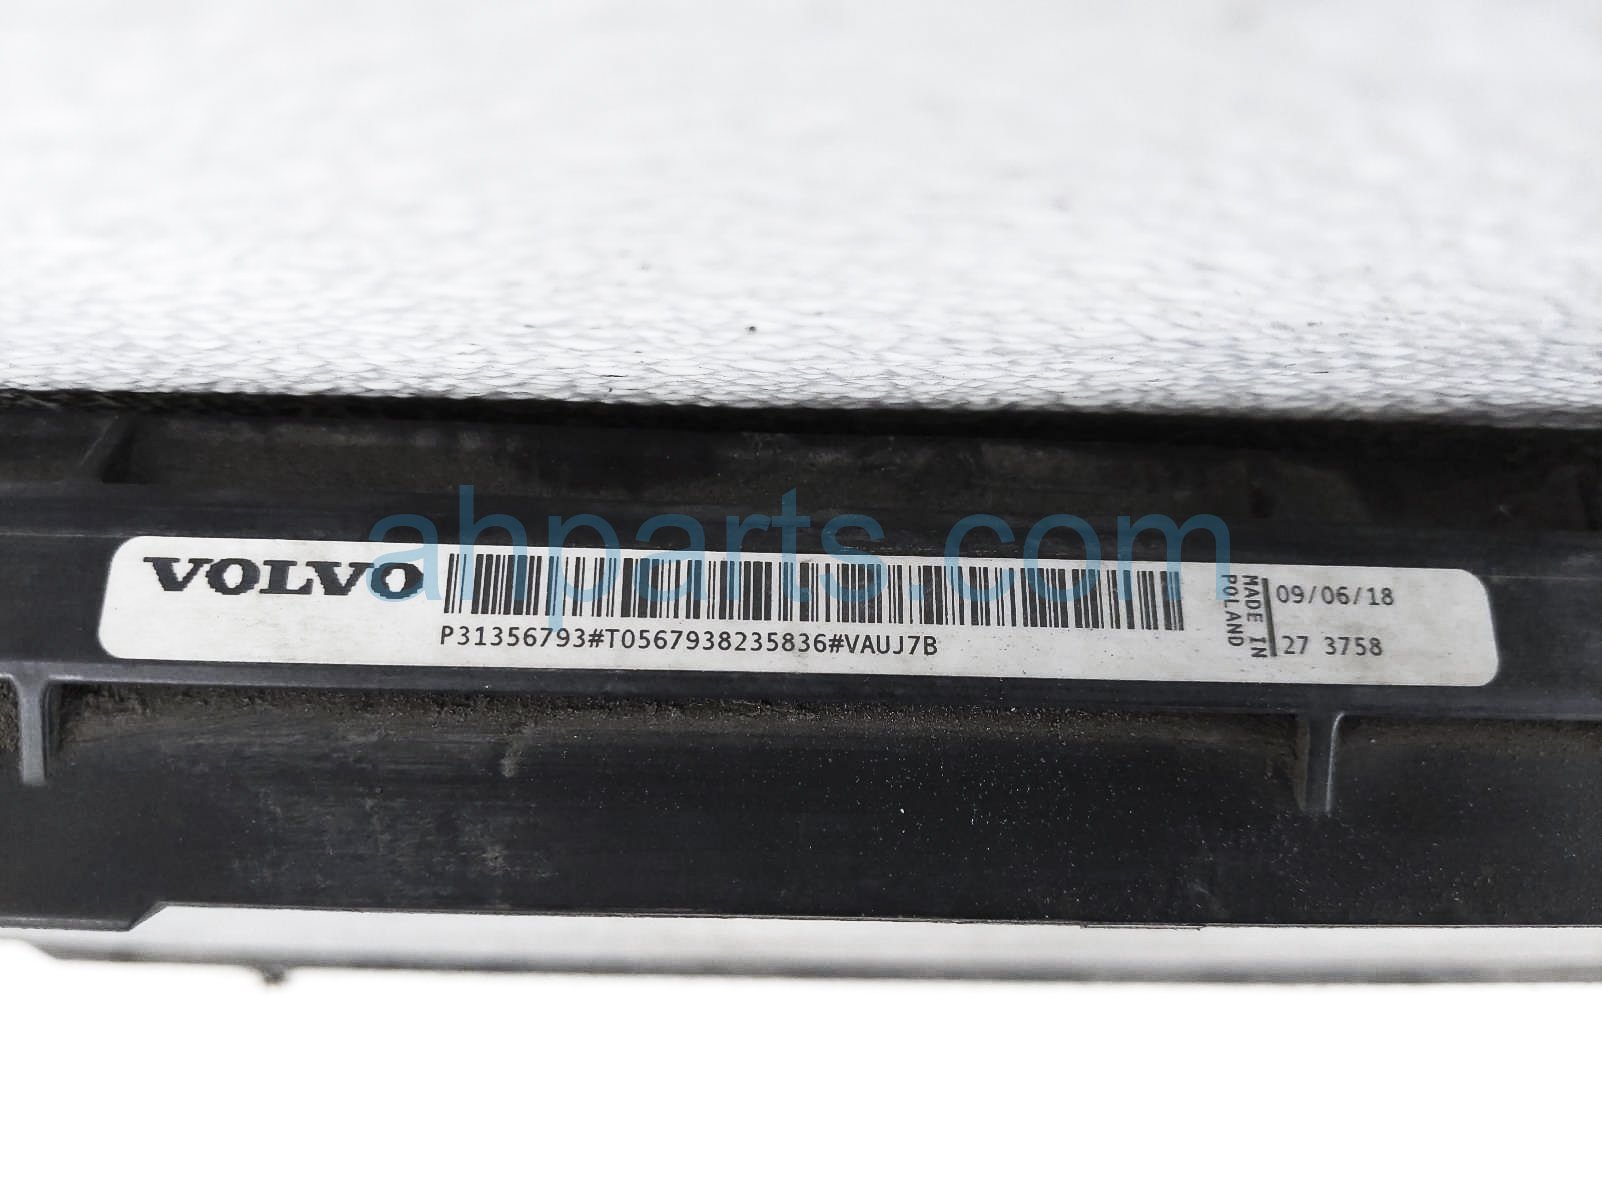 ahparts.com
VOLVO
P31356793#T0567938235836#VAUJ7B
MADE IN
POLAND
09/06/18
27 3758